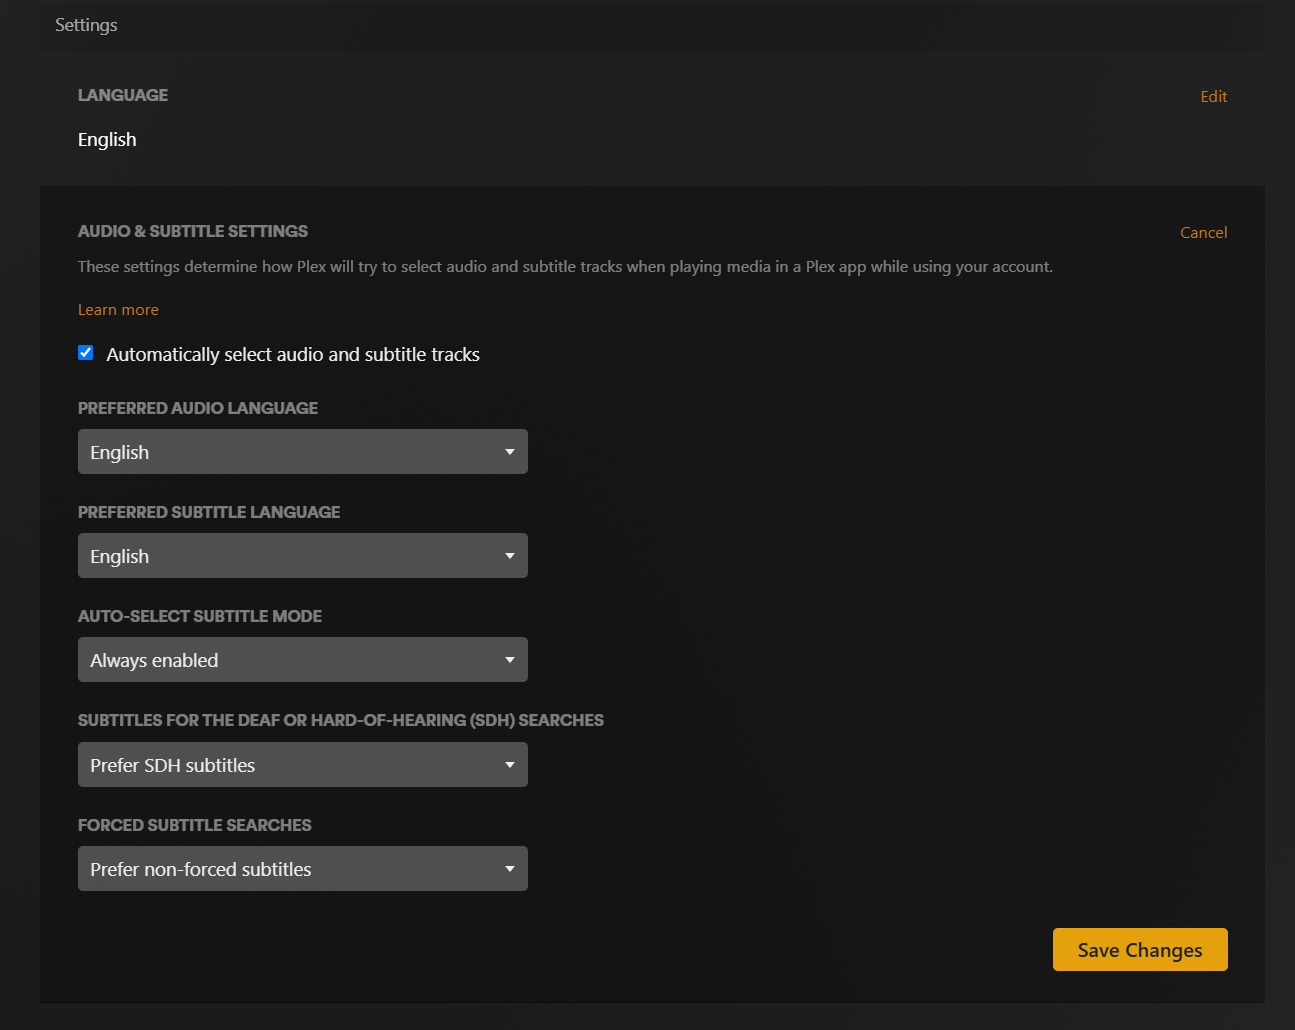 Settings
LANGUAGE
Edit
English
AUDIO & SUBTITLE SETTINGS
Cancel
These settings determine how Plex will try to select audio and subtitle tracks when playing media in a Plex app while using your account.
Learn more
Automatically select audio and subtitle tracks
PREFERRED AUDIO LANGUAGE
English
PREFERRED SUBTITLE LANGUAGE
English
AUTO-SELECT SUBTITLE MODE
Always enabled
SUBTITLES FOR THE DEAF OR HARD-OF-HEARING (SDH) SEARCHES
Prefer SDH subtitles
FORCED SUBTITLE SEARCHES
Prefer non-forced subtitles
Save Changes